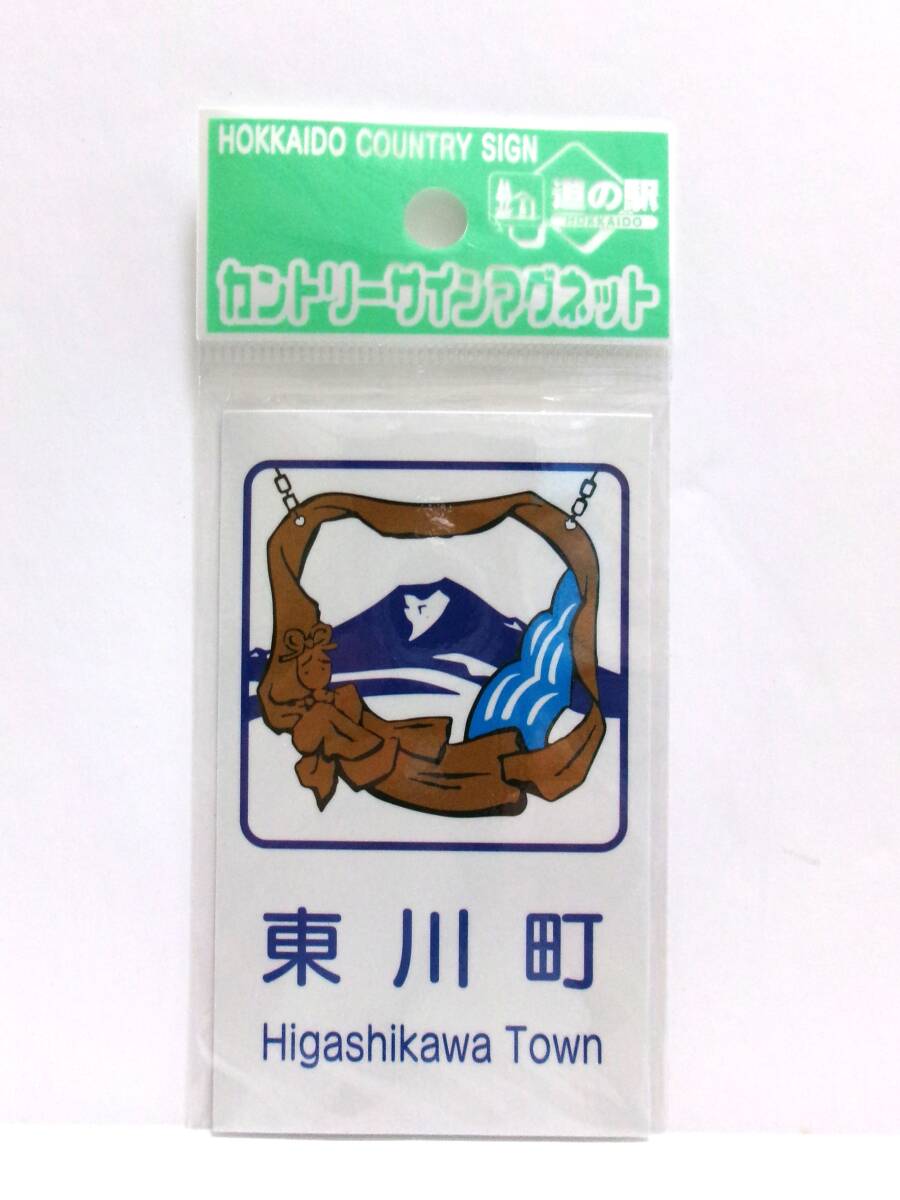 HOKKAIDO COUNTRY SIGN
道の駅
HOKKAIDO
カントリーサインマグネット
東川町
Higashikawa Town